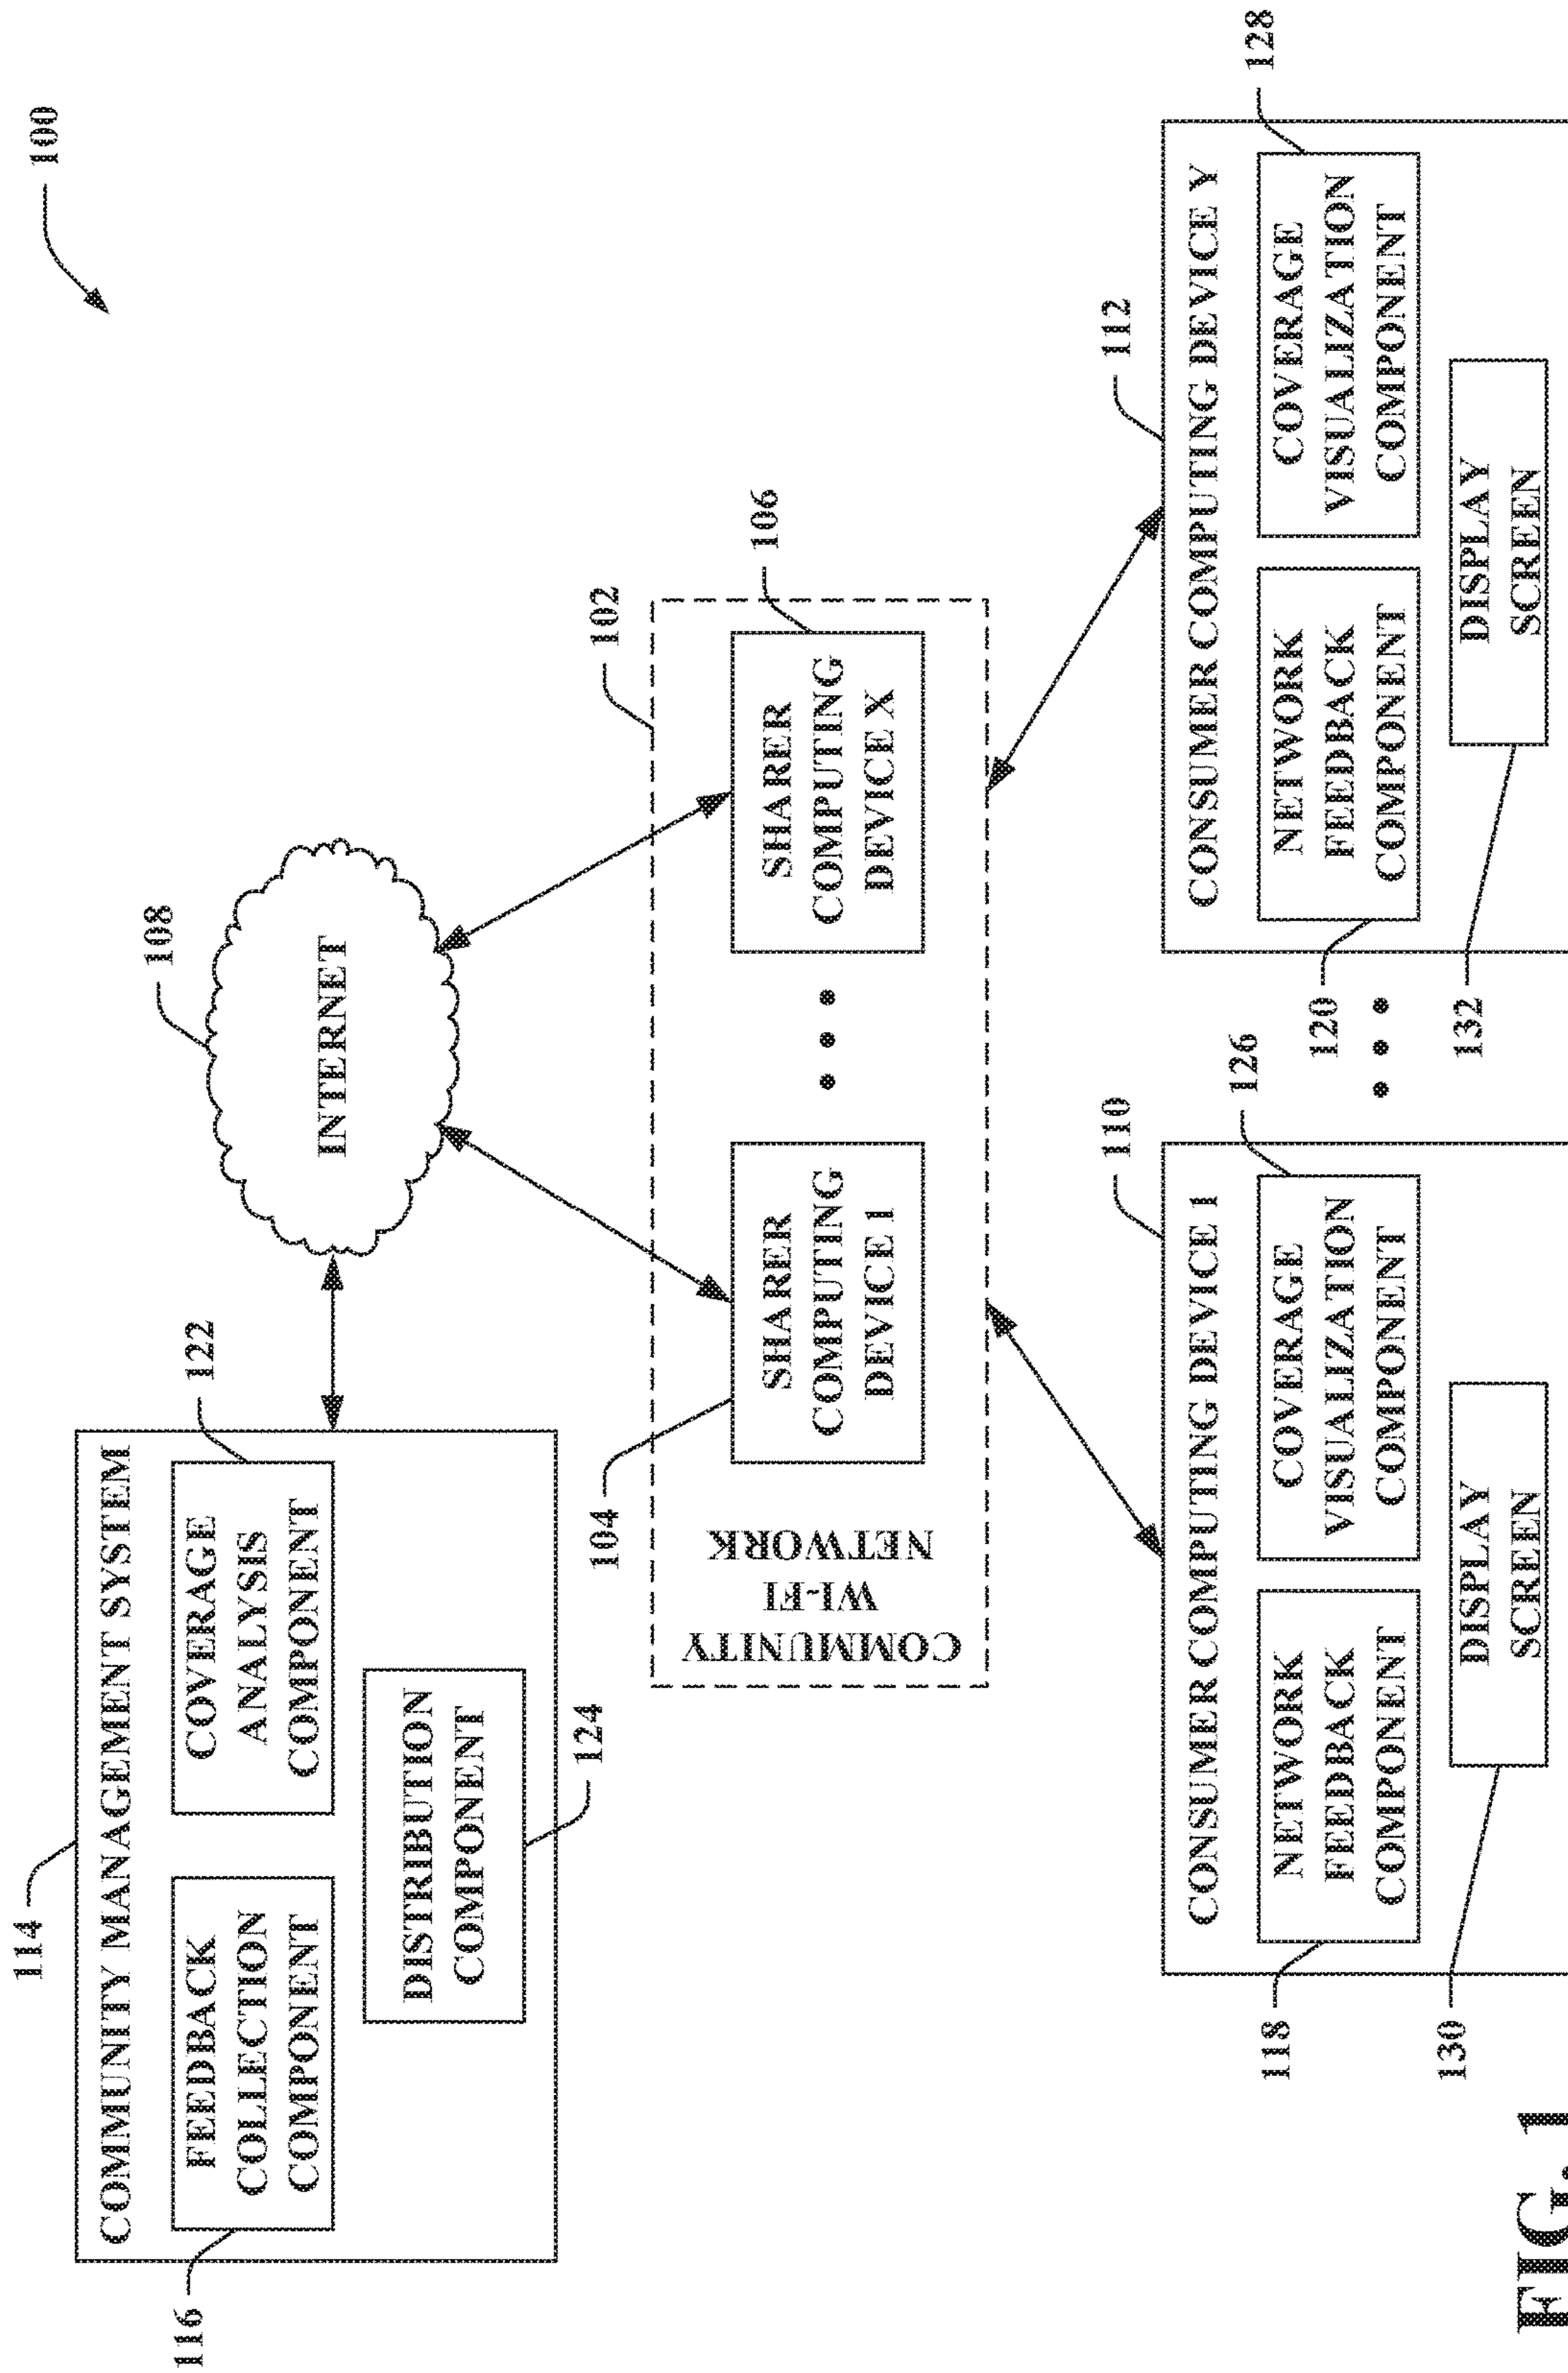 100
114
COMMUNITY MANAGEMENT SYSTEM
FEEDBACK
COLLECTION
COMPONENT
116
COVERAGE
ANALYSIS
COMPONENT
122
DISTRIBUTION
COMPONENT
124
108
INTERNET
102
COMMUNITY
WI-FI
NETWORK
104
SHARER
COMPUTING
DEVICE 1
106
SHARER
COMPUTING
DEVICE X
110
CONSUMER COMPUTING DEVICE 1
118
NETWORK
FEEDBACK
COMPONENT
126
COVERAGE
VISUALIZATION
COMPONENT
130
DISPLAY
SCREEN
112
CONSUMER COMPUTING DEVICE Y
120
NETWORK
FEEDBACK
COMPONENT
128
COVERAGE
VISUALIZATION
COMPONENT
132
DISPLAY
SCREEN
FIG. 1